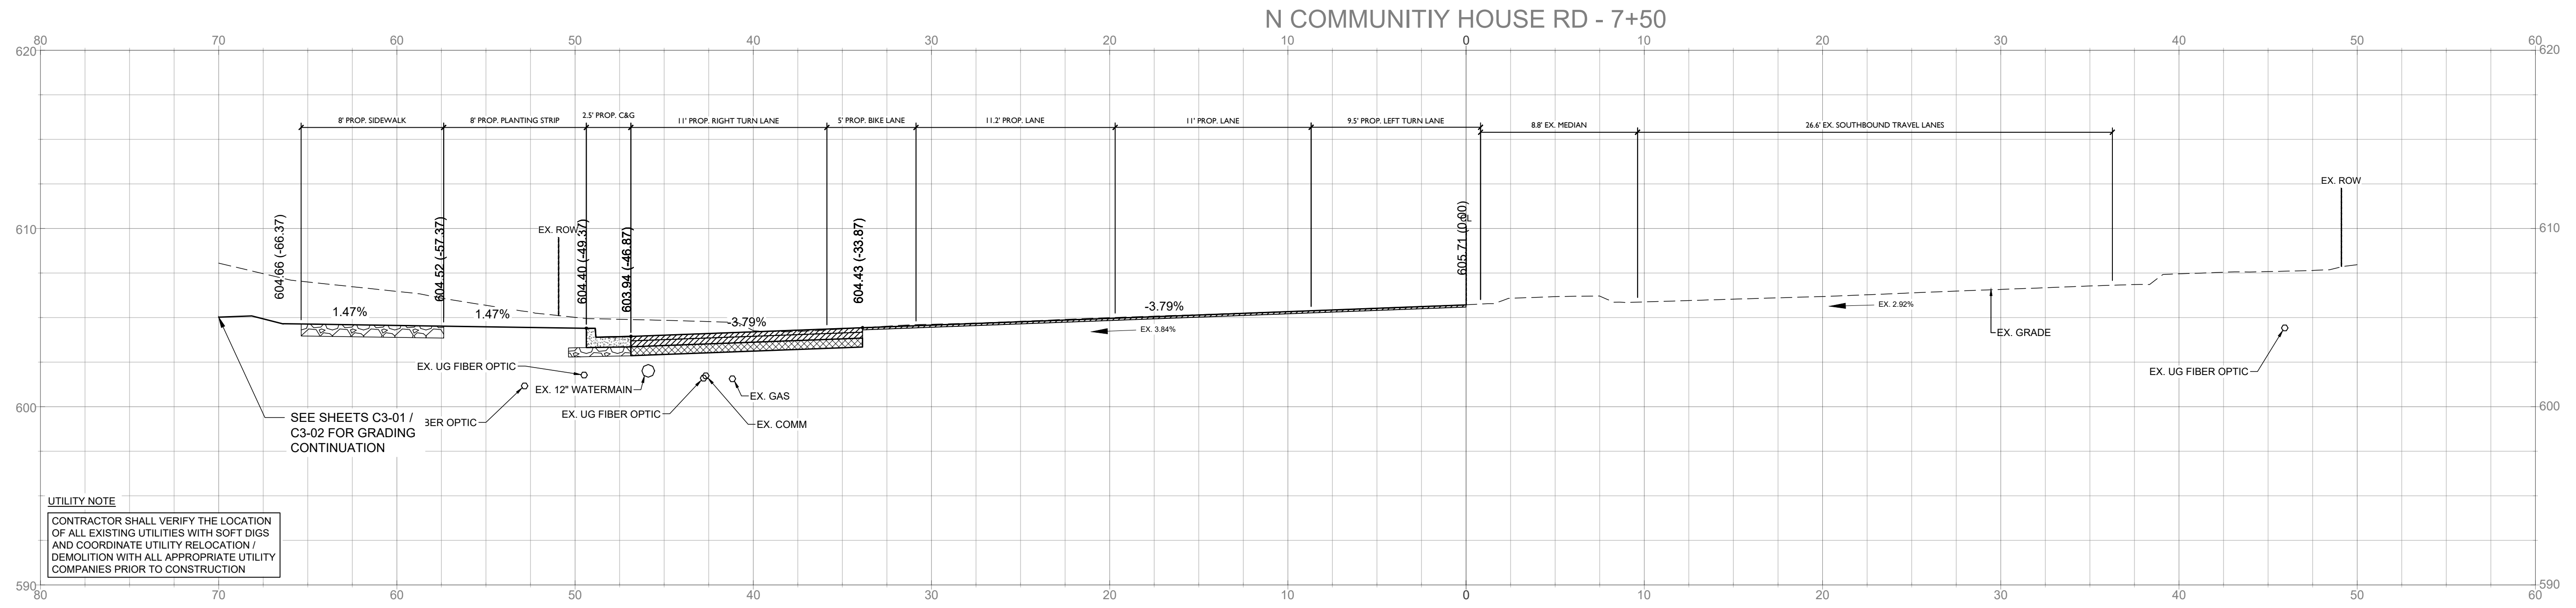 N COMMUNITIY HOUSE RD - 7+50
80 70 60 50 40 30 20 10 0 10 20 30 40 50 60
620 620
8' PROP. SIDEWALK
8' PROP. PLANTING STRIP
2.5' PROP. C&G
11' PROP. RIGHT TURN LANE
5' PROP. BIKE LANE
11.2' PROP. LANE
11' PROP. LANE
9.5' PROP. LEFT TURN LANE
8.8' EX. MEDIAN
26.6' EX. SOUTHBOUND TRAVEL LANES
EX. ROW
EX. ROW
610 610
604.66 (-66.37)
604.52 (-57.37)
604.40 (-49.37)
603.94 (-46.87)
604.43 (-33.87)
605.71 (0.00)
1.47%
1.47%
-3.79%
-3.79%
EX. 3.84%
EX. 2.92%
EX. GRADE
EX. UG FIBER OPTIC
EX. 12" WATERMAIN
EX. UG FIBER OPTIC
EX. GAS
EX. COMM
EX. UG FIBER OPTIC
600 600
SEE SHEETS C3-01 /
C3-02 FOR GRADING
CONTINUATION
BER OPTIC
UTILITY NOTE
CONTRACTOR SHALL VERIFY THE LOCATION
OF ALL EXISTING UTILITIES WITH SOFT DIGS
AND COORDINATE UTILITY RELOCATION /
DEMOLITION WITH ALL APPROPRIATE UTILITY
COMPANIES PRIOR TO CONSTRUCTION
590 590
80 70 60 50 40 30 20 10 0 10 20 30 40 50 60